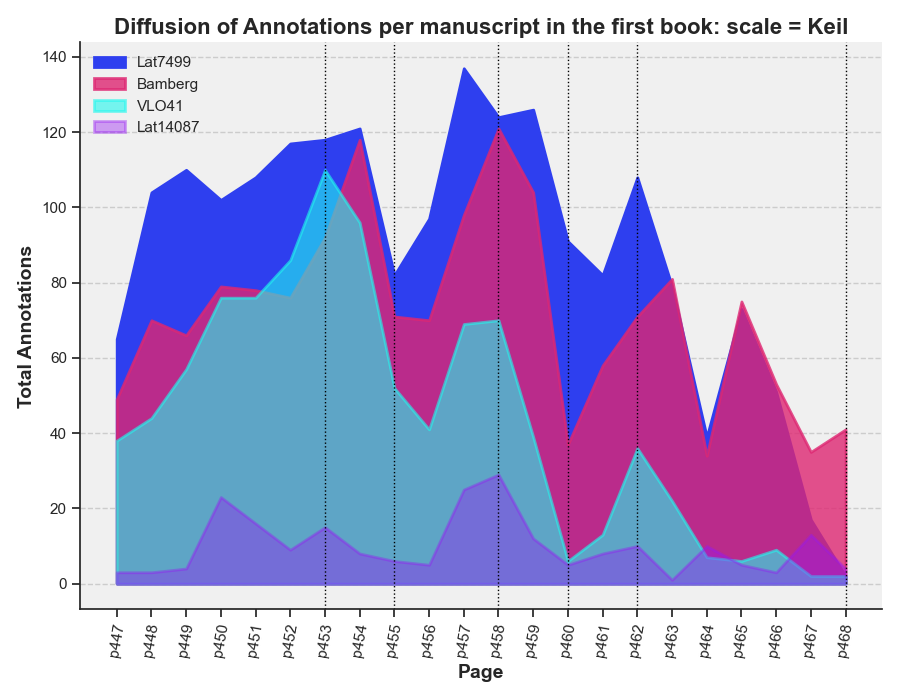 Diffusion of Annotations per manuscript in the first book: scale = Keil
Lat7499
Bamberg
VLO41
Lat14087
Total Annotations
140
120
100
80
60
40
20
0
p447 p448 p449 p450 p451 p452 p453 p454 p455 p456 p457 p458 p459 p460 p461 p462 p463 p464 p465 p466 p467 p468
Page